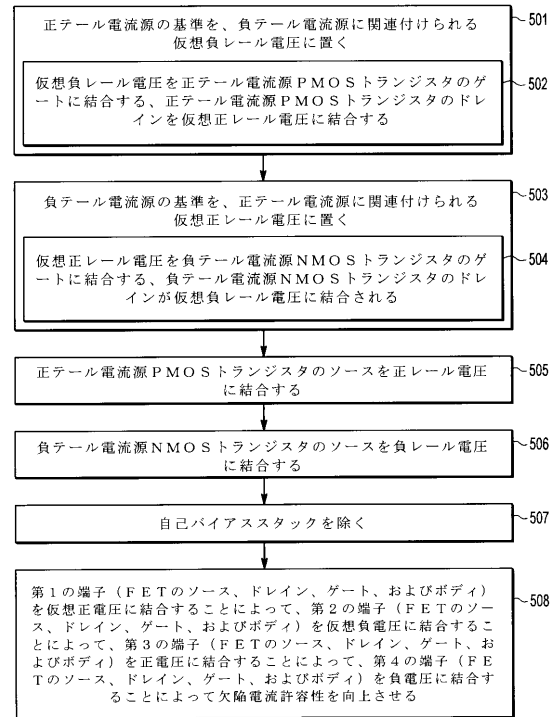 正テール電流源の基準を、負テール電流源に関連付けられる
仮想負レール電圧に置く
501
仮想負レール電圧を正テール電流源PMOSトランジスタのゲ
ートに結合する、正テール電流源PMOSトランジスタのドレ
インを仮想正レール電圧に結合する
502
負テール電流源の基準を、正テール電流源に関連付けられる
仮想正レール電圧に置く
503
仮想正レール電圧を負テール電流源NMOSトランジスタのゲ
ートに結合する、負テール電流源NMOSトランジスタのドレ
インが仮想負レール電圧に結合される
504
正テール電流源PMOSトランジスタのソースを正レール電圧
に結合する
505
負テール電流源NMOSトランジスタのソースを負レール電圧
に結合する
506
自己バイアススタックを除く
507
第1の端子（FETのソース、ドレイン、ゲート、およびボディ）
を仮想正電圧に結合することによって、第2の端子（FETのソー
ス、ドレイン、ゲート、およびボディ）を仮想負電圧に結合するこ
とによって、第3の端子（FETのソース、ドレイン、ゲート、お
よびボディ）を正電圧に結合することによって、第4の端子（FE
Tのソース、ドレイン、ゲート、およびボディ）を負電圧に結合す
ることによって欠陥電流許容性を向上させる
508